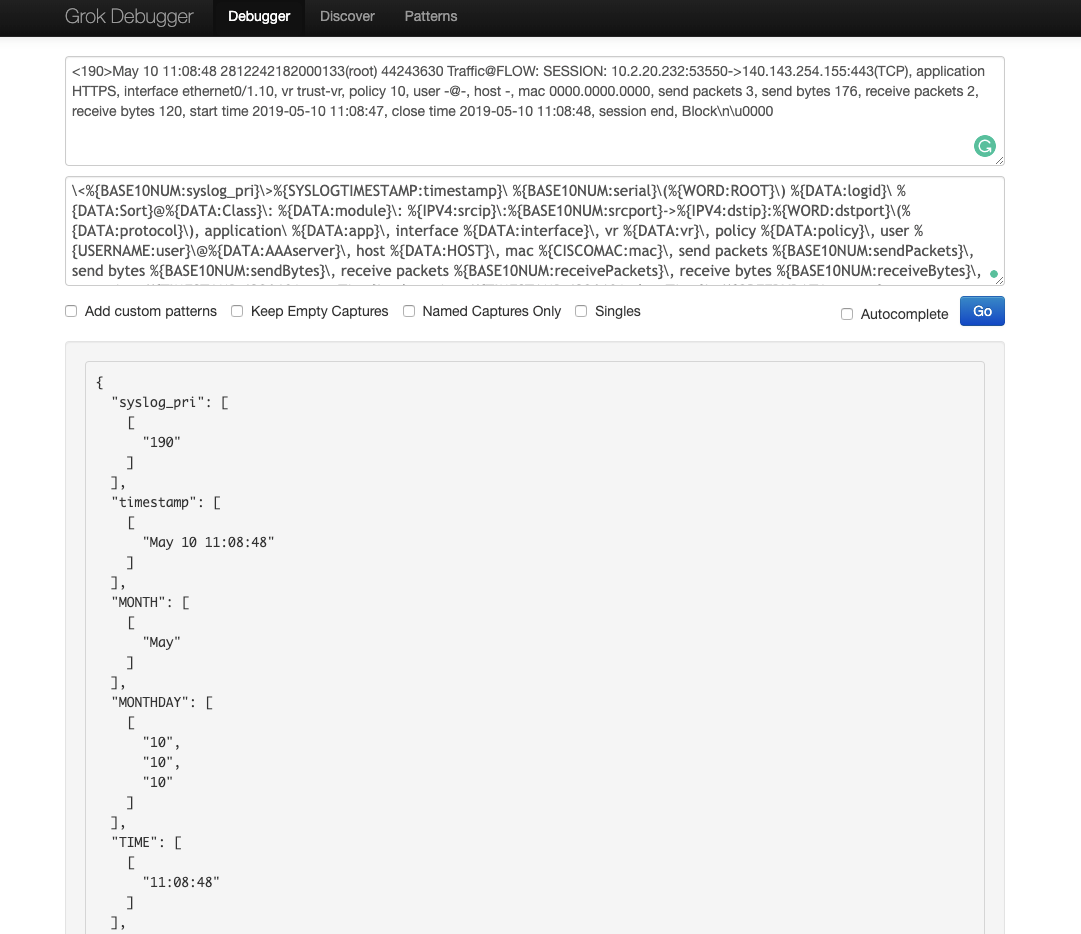 Grok Debugger Debugger Discover Patterns
<190>May 10 11:08:48 2812242182000133(root) 44243630 Traffic@FLOW: SESSION: 10.2.20.232:53550->140.143.254.155:443(TCP), application
HTTPS, interface ethernet0/1.10, vr trust-vr, policy 10, user -@-, host -, mac 0000.0000.0000, send packets 3, send bytes 176, receive packets 2,
receive bytes 120, start time 2019-05-10 11:08:47, close time 2019-05-10 11:08:48, session end, Block\n\u0000
\<%{BASE10NUM:syslog_pri}\>%{SYSLOGTIMESTAMP:timestamp}\ %{BASE10NUM:serial}\(%{WORD:ROOT}\) %{DATA:logid}\ %
{DATA:Sort}@%{DATA:Class}\: %{DATA:module}\: %{IPV4:srcip}\:%{BASE10NUM:srcport}->%{IPV4:dstip}:%{WORD:dstport}\(%
{DATA:protocol}\), application\ %{DATA:app}\, interface %{DATA:interface}\, vr %{DATA:vr}\, policy %{DATA:policy}\, user %
{USERNAME:user}\@%{DATA:AAAserver}\, host %{DATA:HOST}\, mac %{CISCOMAC:mac}\, send packets %{BASE10NUM:sendPackets}\,
send bytes %{BASE10NUM:sendBytes}\, receive packets %{BASE10NUM:receivePackets}\, receive bytes %{BASE10NUM:receiveBytes}\,
Add custom patterns Keep Empty Captures Named Captures Only Singles Autocomplete Go
{
"syslog_pri": [
[
"190"
]
],
"timestamp": [
[
"May 10 11:08:48"
]
],
"MONTH": [
[
"May"
]
],
"MONTHDAY": [
[
"10",
"10",
"10"
]
],
"TIME": [
[
"11:08:48"
]
],